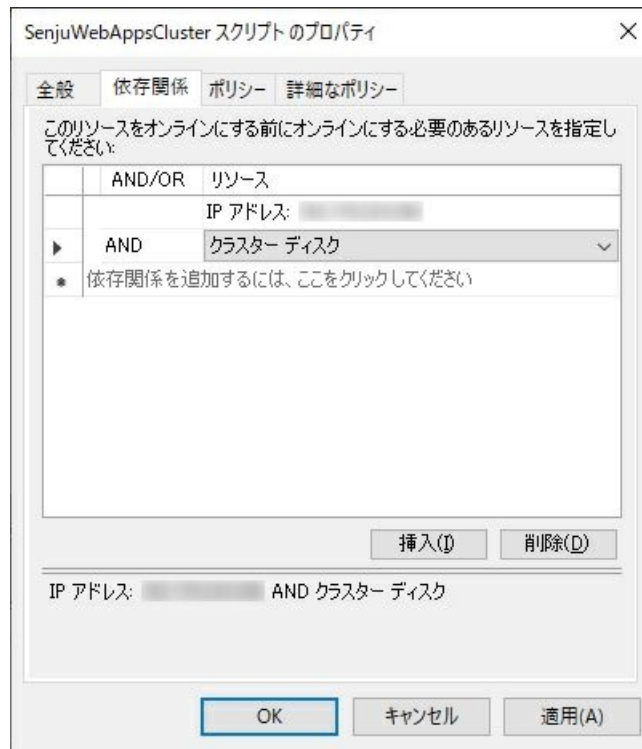 SenjuWebAppsCluster スクリプト のプロパティ
全般 依存関係 ポリシー 詳細なポリシー
このリソースをオンラインにする前にオンラインにする必要のあるリソースを指定し
てください:
AND/OR リソース
IP アドレス:
AND クラスター ディスク
依存関係を追加するには、ここをクリックしてください
挿入(I) 削除(D)
IP アドレス: AND クラスター ディスク
OK キャンセル 適用(A)